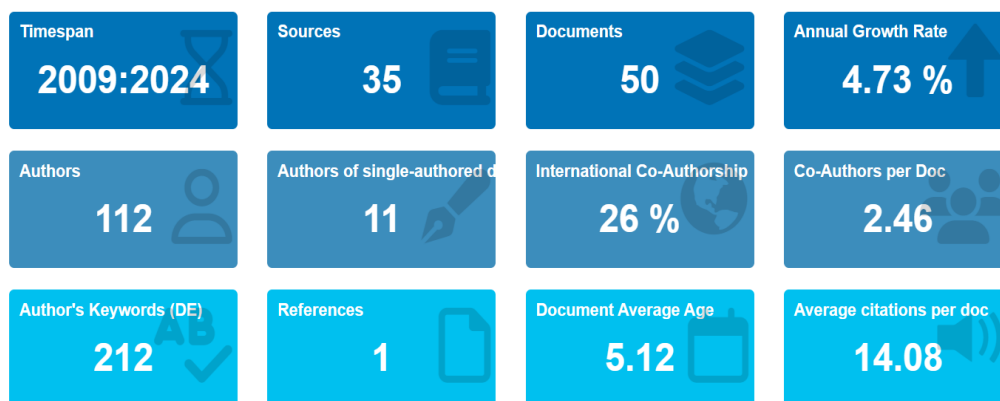 Timespan
2009:2024
Sources
35
Documents
50
Annual Growth Rate
4.73 %
Authors
112
Authors of single-authored d
11
International Co-Authorship
26 %
Co-Authors per Doc
2.46
Author's Keywords (DE)
212
AB
References
1
Document Average Age
5.12
Average citations per doc
14.08